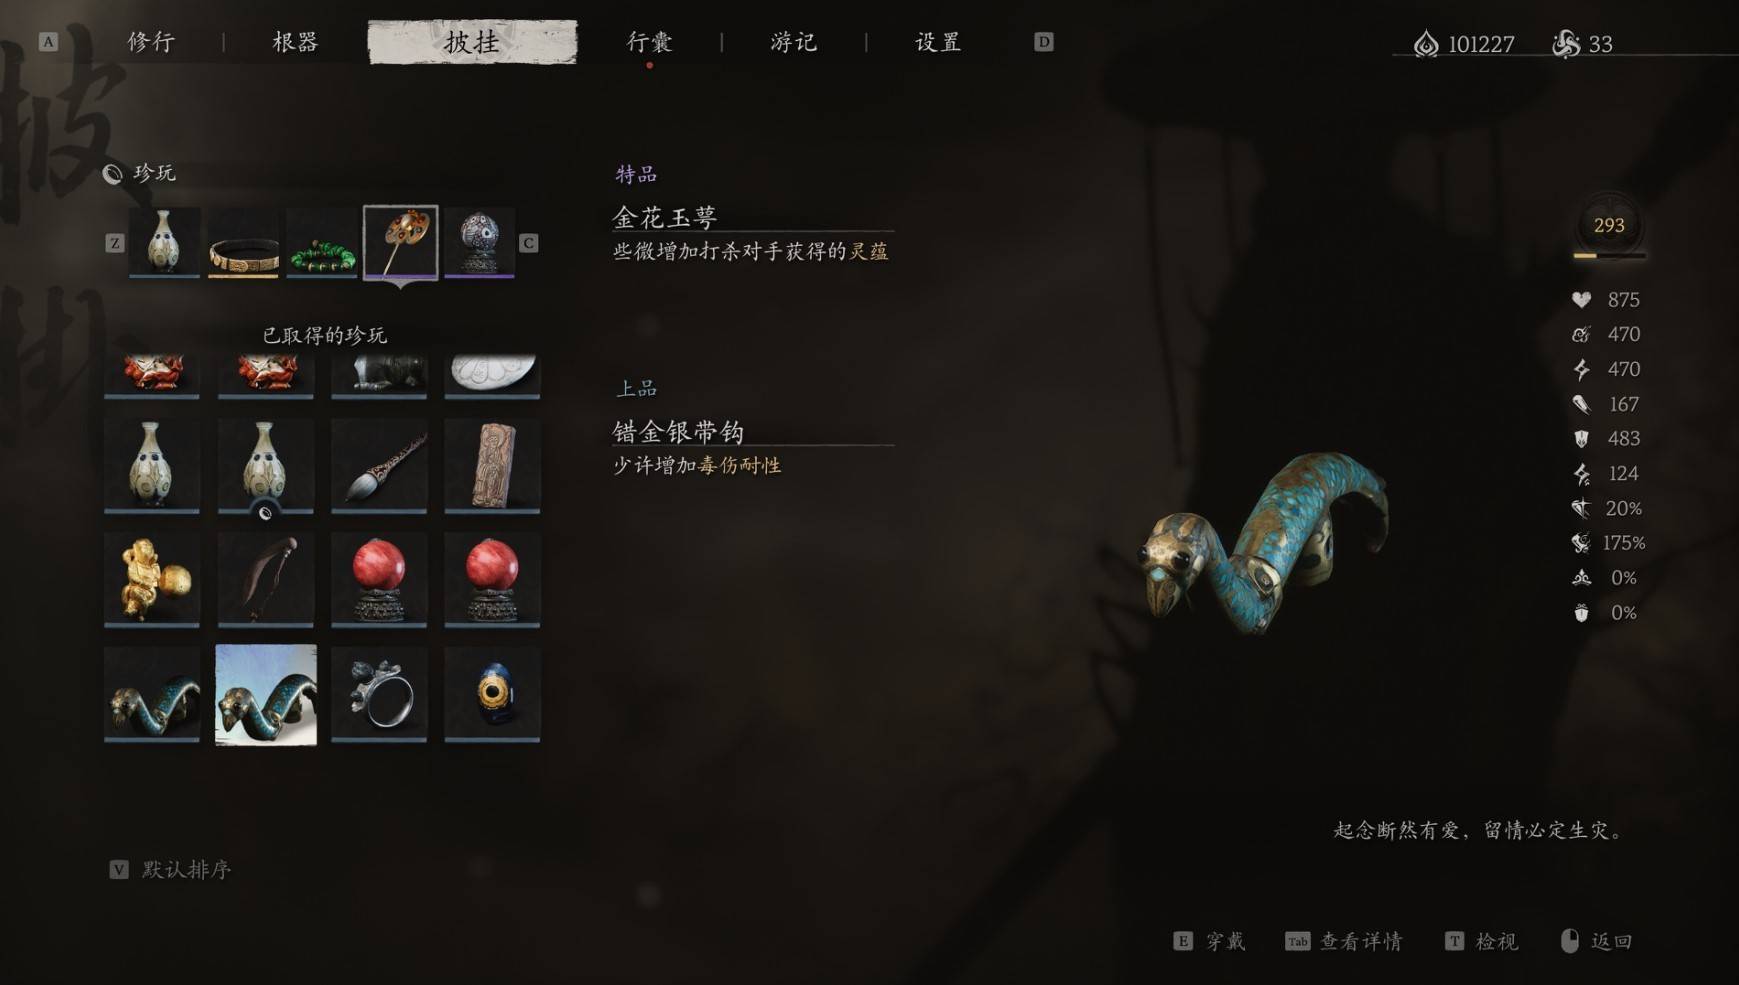 A 修行 根器 披挂 行囊 游记 设置 D
101227 33
披挂
珍玩
Z C
已取得的珍玩
特品
金花玉萼
些微增加打杀对手获得的灵蕴
上品
错金银带钩
少许增加毒伤耐性
293
875
470
470
167
483
124
20%
175%
0%
0%
起念断然有爱，留情必定生灾。
V 默认排序
E 穿戴 Tab 查看详情 T 检视 返回